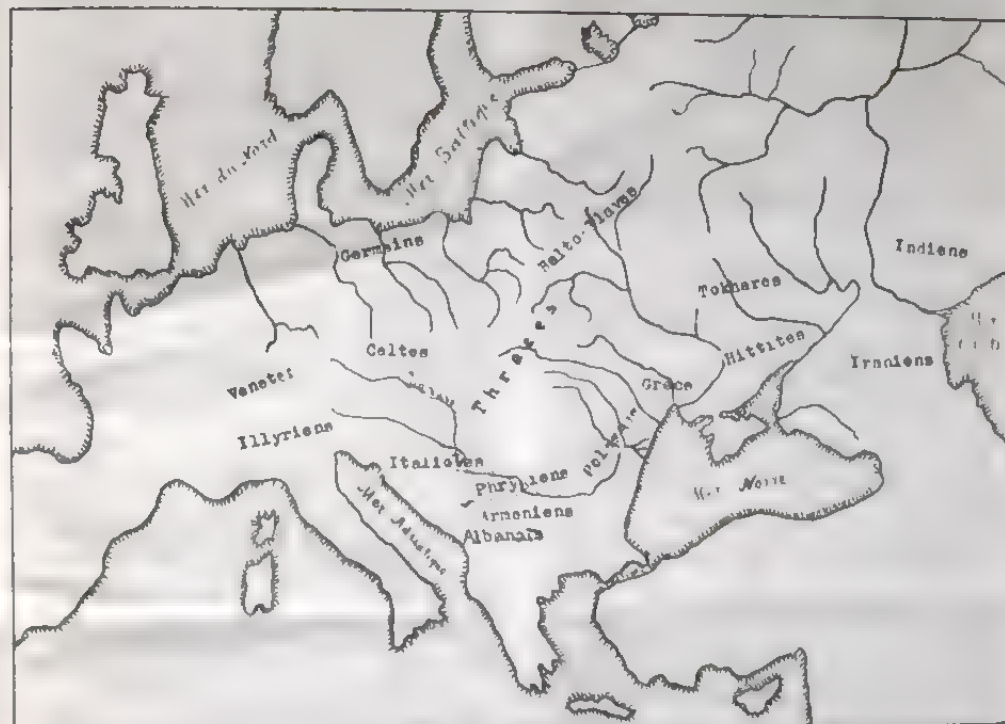 Mer du Nord
Mer Baltique
Germains
Balto-Slaves
Indiens
Tokhares
Celtes
Thraces
Hittites
Iraniens
Venetes
Grecs
Illyriens
Italiotes
Phrygiens
Mer Noire
Armeniens
Mer Adriatique
Albanais